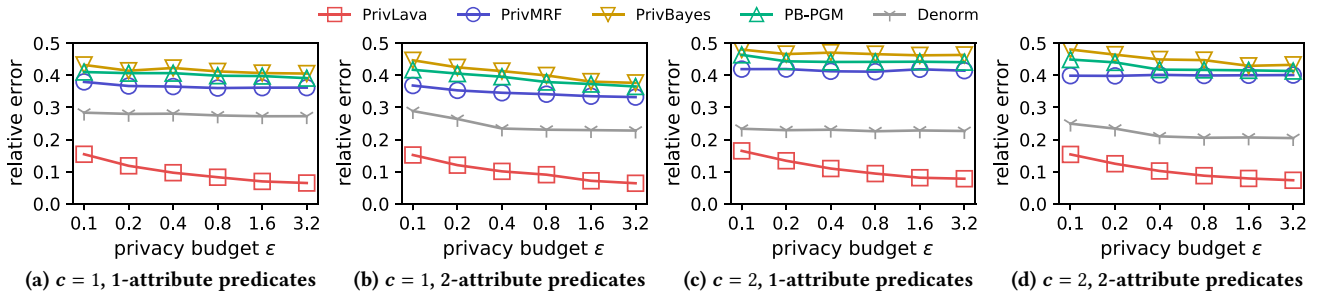 PrivLava PrivMRF PrivBayes PB-PGM Denorm
relative error
0.5
0.4
0.3
0.2
0.1
0.0
0.1 0.2 0.4 0.8 1.6 3.2
privacy budget ε
(a) c = 1, 1-attribute predicates
relative error
0.5
0.4
0.3
0.2
0.1
0.0
0.1 0.2 0.4 0.8 1.6 3.2
privacy budget ε
(b) c = 1, 2-attribute predicates
relative error
0.5
0.4
0.3
0.2
0.1
0.0
0.1 0.2 0.4 0.8 1.6 3.2
privacy budget ε
(c) c = 2, 1-attribute predicates
relative error
0.5
0.4
0.3
0.2
0.1
0.0
0.1 0.2 0.4 0.8 1.6 3.2
privacy budget ε
(d) c = 2, 2-attribute predicates